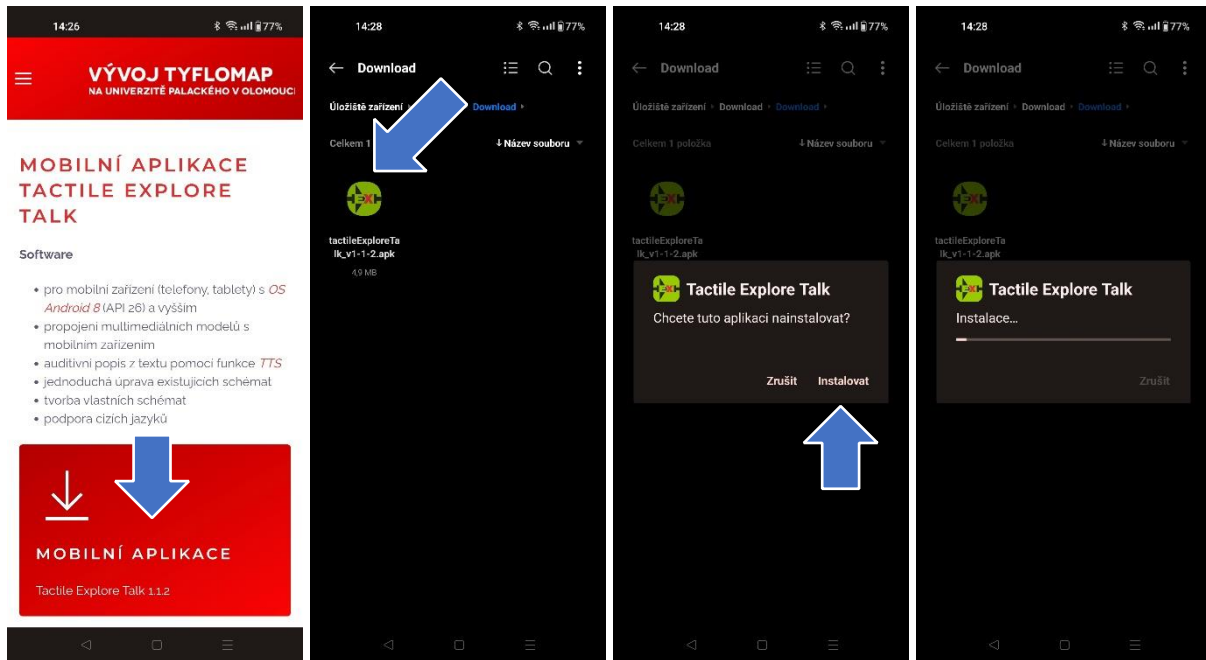 14:26
77%
VÝVOJ TYFLOMAP
NA UNIVERZITĚ PALACKÉHO V OLOMOUCI
MOBILNÍ APLIKACE
TACTILE EXPLORE
TALK
Software
pro mobilní zařízení (telefony, tablety) s OS
Android 8 (API 26) a vyšším
propojení multimediálních modelů s
mobilním zařízením
auditivní popis z textu pomocí funkce TTS
jednoduchá úprava existujících schémat
tvorba vlastních schémat
podpora cizích jazyků
MOBILNÍ APLIKACE
Tactile Explore Talk 1.1.2
14:28
77%
Download
Úložiště zařízení
Download
Celkem 1
Název souboru
EXP
tactileExploreTa
lk_v1-1-2.apk
4,9 MB
14:28
77%
Download
Úložiště zařízení Download Download
Celkem 1 položka
Název souboru
tactileExploreTa
lk_v1-1-2.apk
Tactile Explore Talk
Chcete tuto aplikaci nainstalovat?
Zrušit Instalovat
14:28
77%
Download
Úložiště zařízení Download Download
Celkem 1 položka
Název souboru
tactileExploreTa
lk_v1-1-2.apk
Tactile Explore Talk
Instalace...
Zrušit